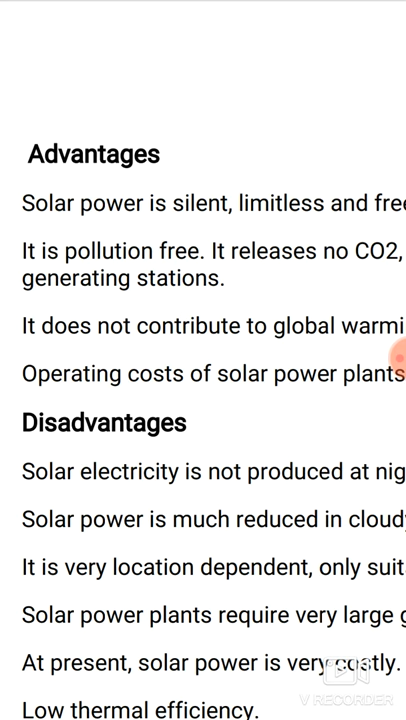 Advantages
Solar power is silent, limitless and free
It is pollution free. It releases no CO2,
generating stations.
It does not contribute to global warmi
Operating costs of solar power plants
Disadvantages
Solar electricity is not produced at nig
Solar power is much reduced in cloudy
It is very location dependent, only suit
Solar power plants require very large g
At present, solar power is very costly.
V RECORDER
Low thermal efficiency.